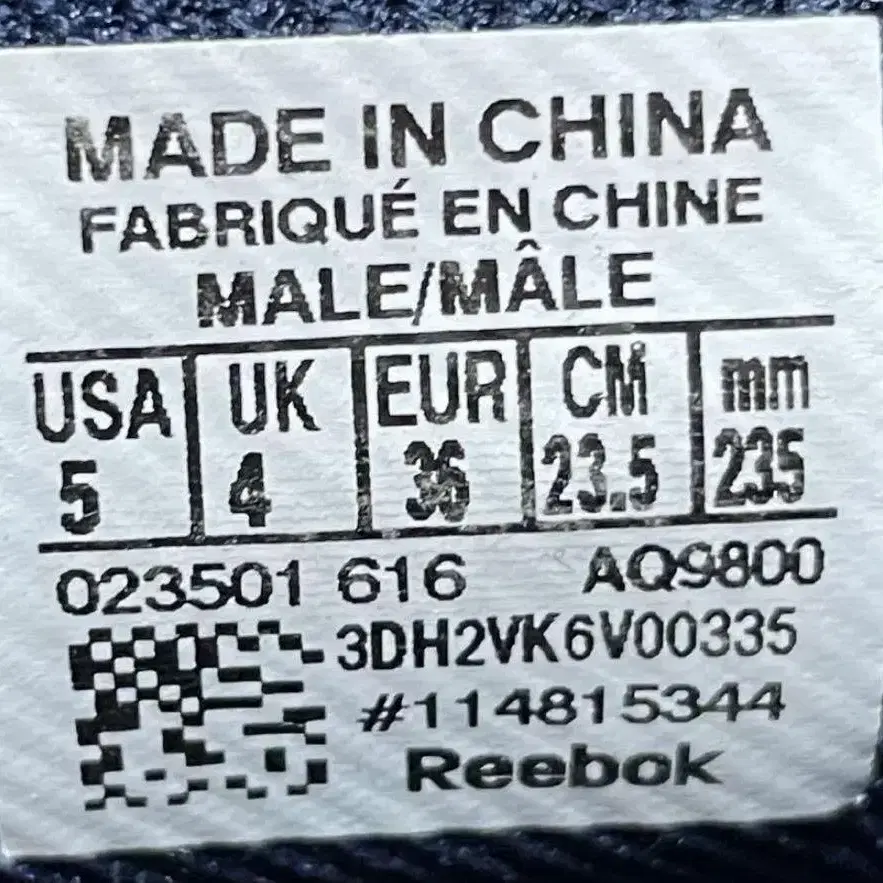 MADE IN CHINA
FABRIQUÉ EN CHINE
MALE/MÂLE
USA UK EUR CM mm
5 4 36 23.5 235
023501 616 AQ9800
3DH2VK6V00335
#114815344
Reebok